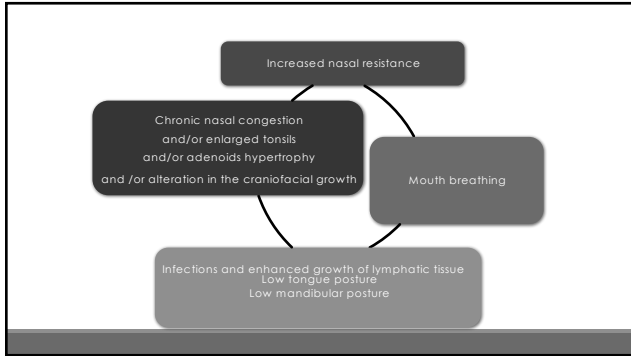 Increased nasal resistance
Chronic nasal congestion
and/or enlarged tonsils
and/or adenoids hypertrophy
and /or alteration in the craniofacial growth
Mouth breathing
Infections and enhanced growth of lymphatic tissue
Low tongue posture
Low mandibular posture